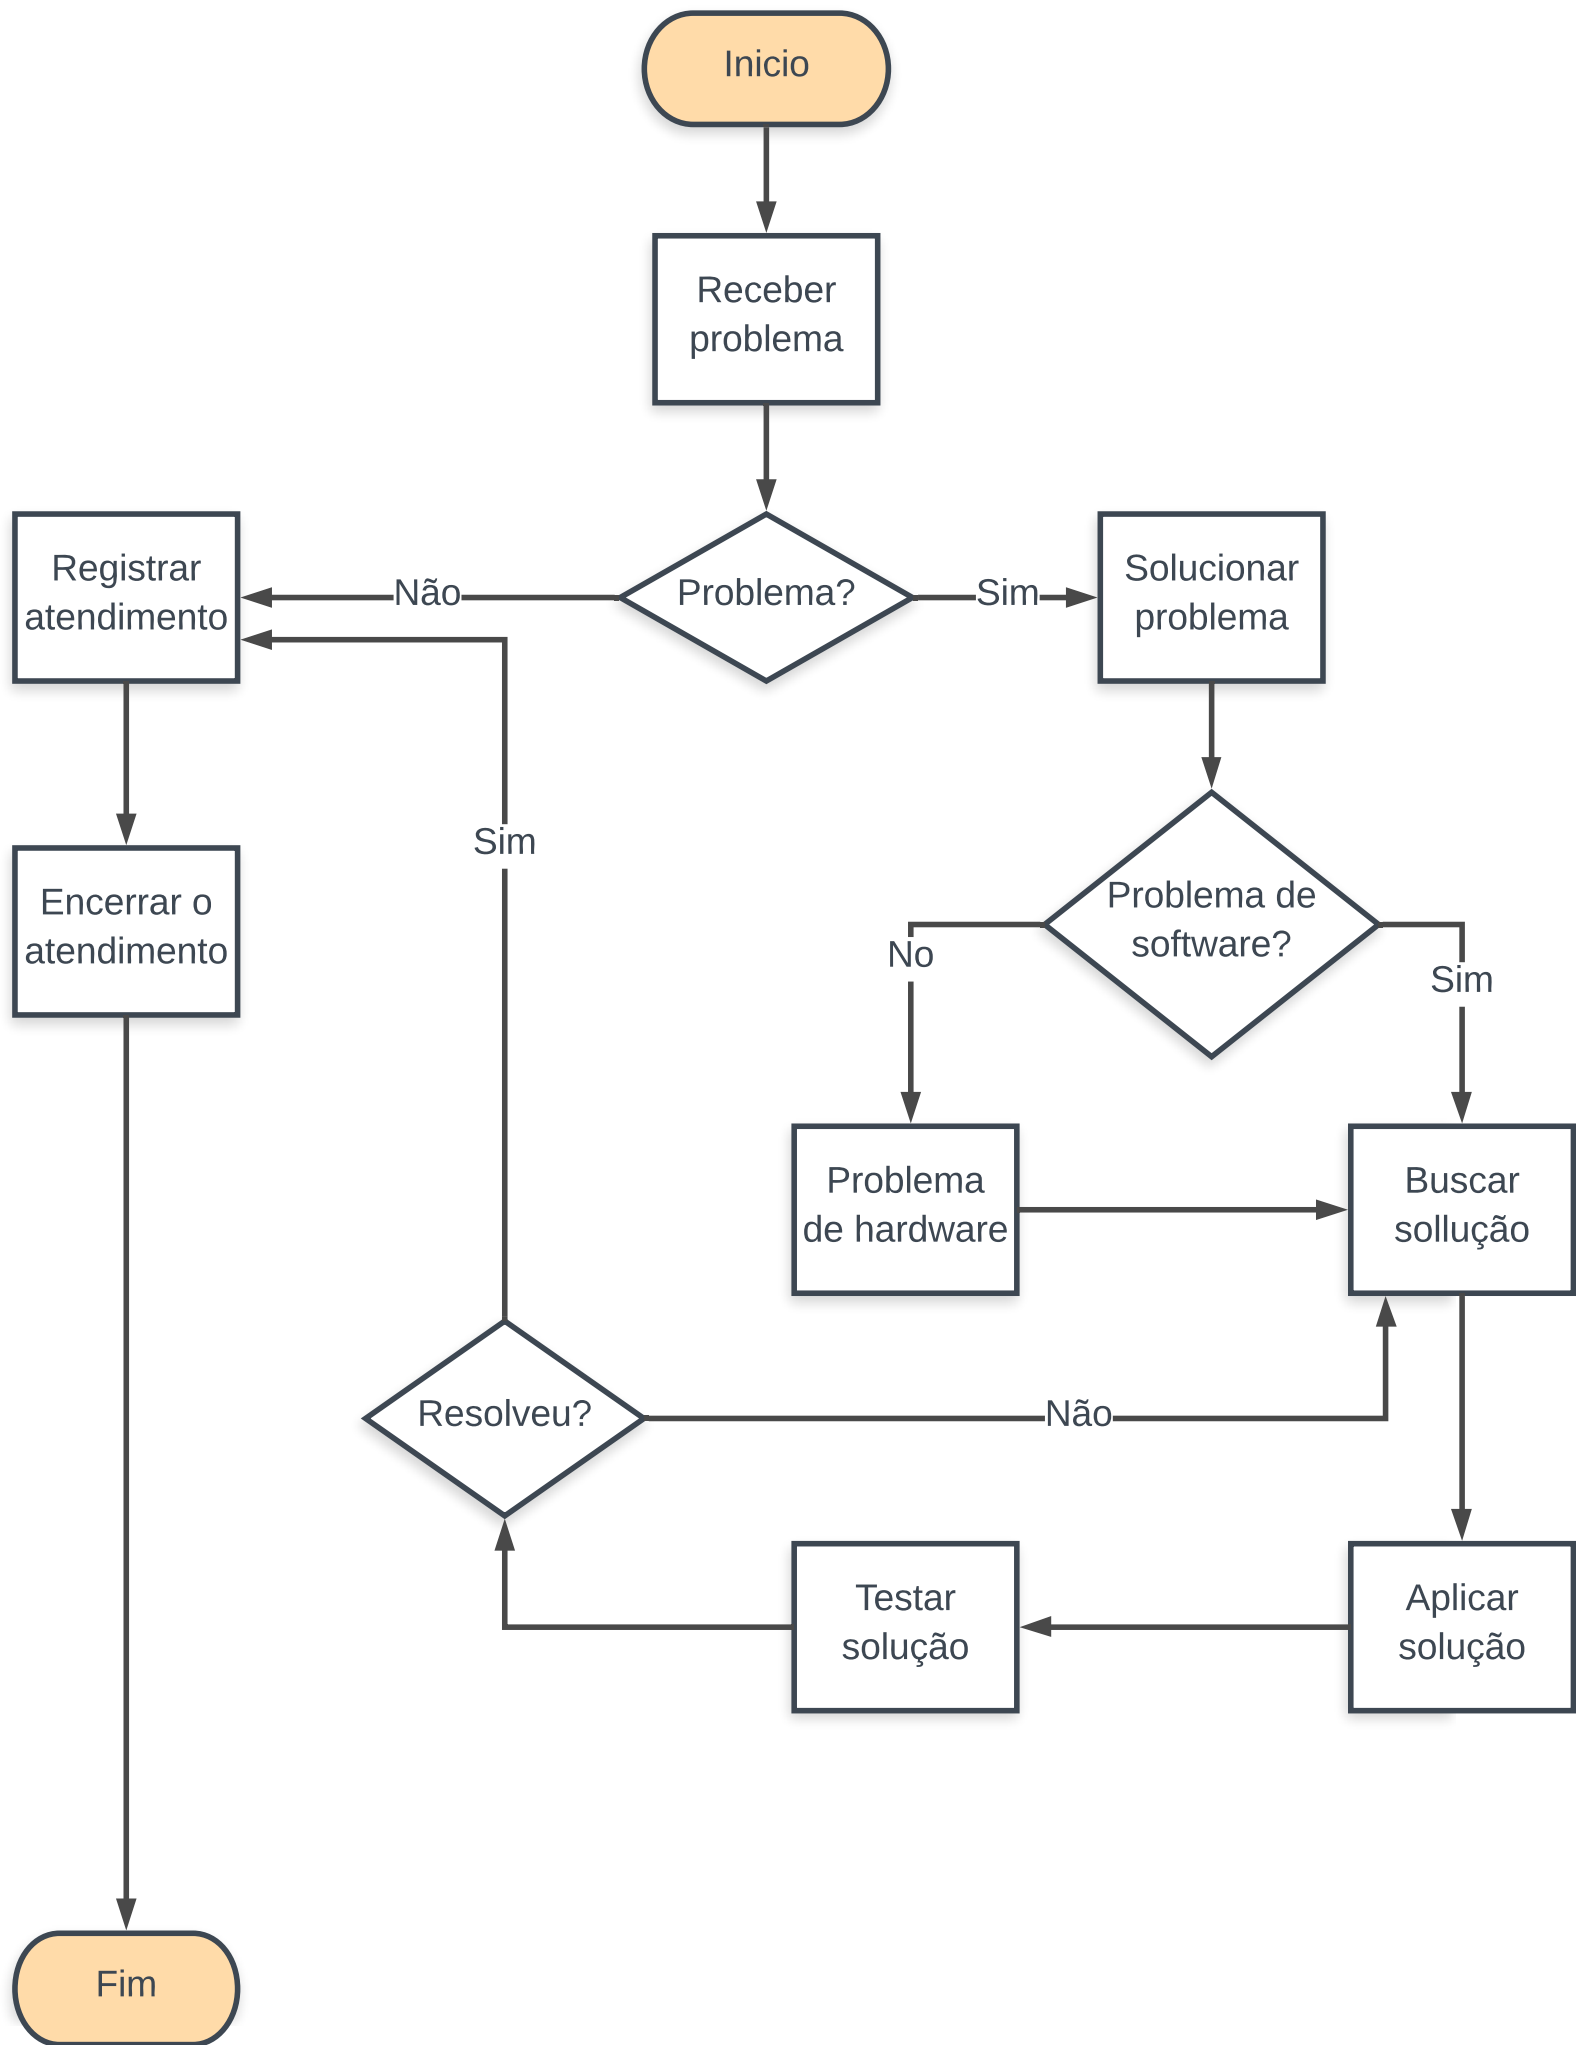 Inicio
Receber
problema
Registrar
atendimento
Não
Problema?
Sim
Solucionar
problema
Sim
Encerrar o
atendimento
Problema de
software?
No
Sim
Problema
de hardware
Buscar
sollução
Resolveu?
Não
Testar
solução
Aplicar
solução
Fim